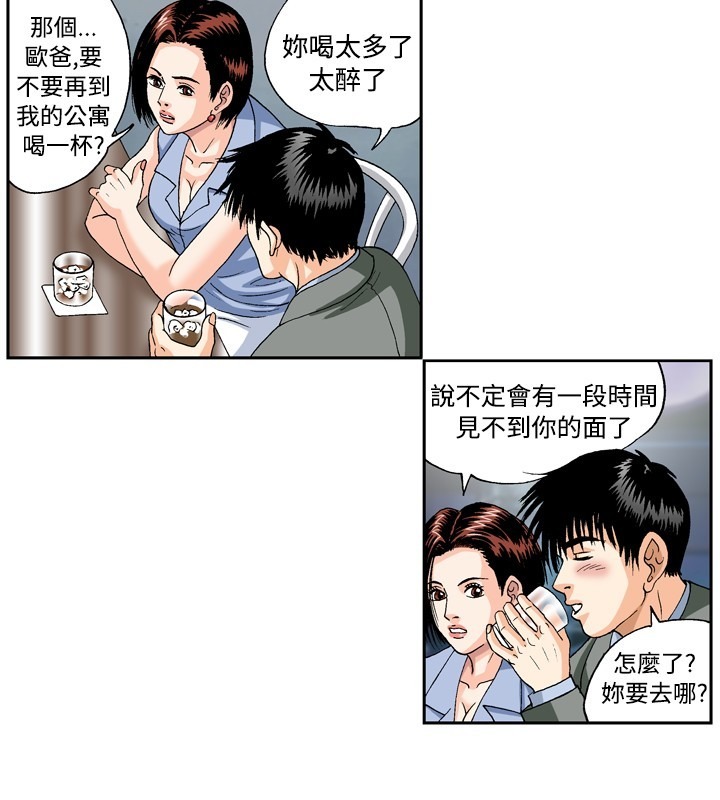 那個...
歐爸,要
不要再到
我的公寓
喝一杯?
妳喝太多了
太醉了
說不定會有一段時間
見不到你的面了
怎麼了?
妳要去哪?